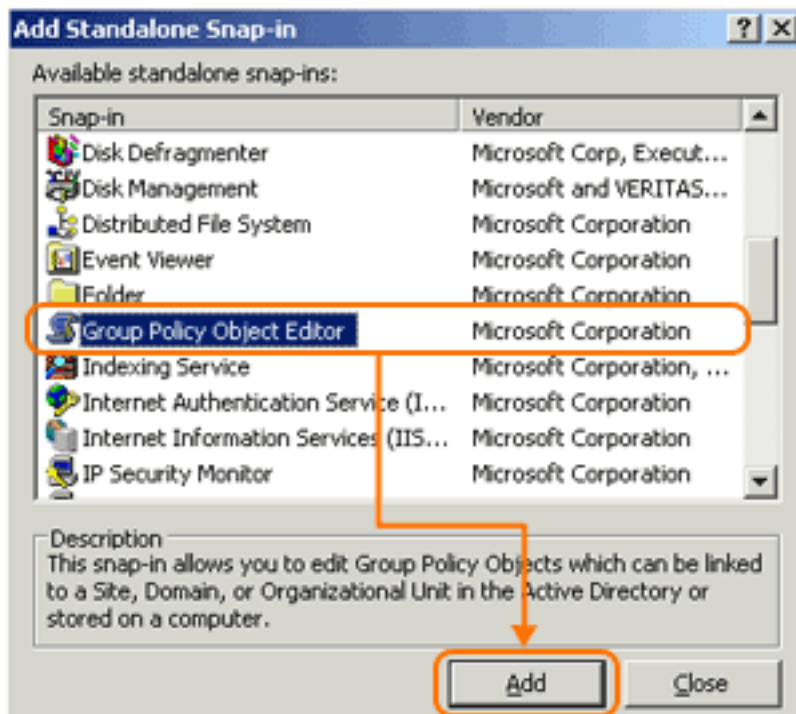 Add Standalone Snap-in
Available standalone snap-ins:
Snap-in Vendor
Disk Defragmenter Microsoft Corp, Execut...
Disk Management Microsoft and VERITAS...
Distributed File System Microsoft Corporation
Event Viewer Microsoft Corporation
Folder Microsoft Corporation
Group Policy Object Editor Microsoft Corporation
Indexing Service Microsoft Corporation, ...
Internet Authentication Service (I... Microsoft Corporation
Internet Information Services (IIS... Microsoft Corporation
IP Security Monitor Microsoft Corporation
Description
This snap-in allows you to edit Group Policy Objects which can be linked
to a Site, Domain, or Organizational Unit in the Active Directory or
stored on a computer.
Add Close